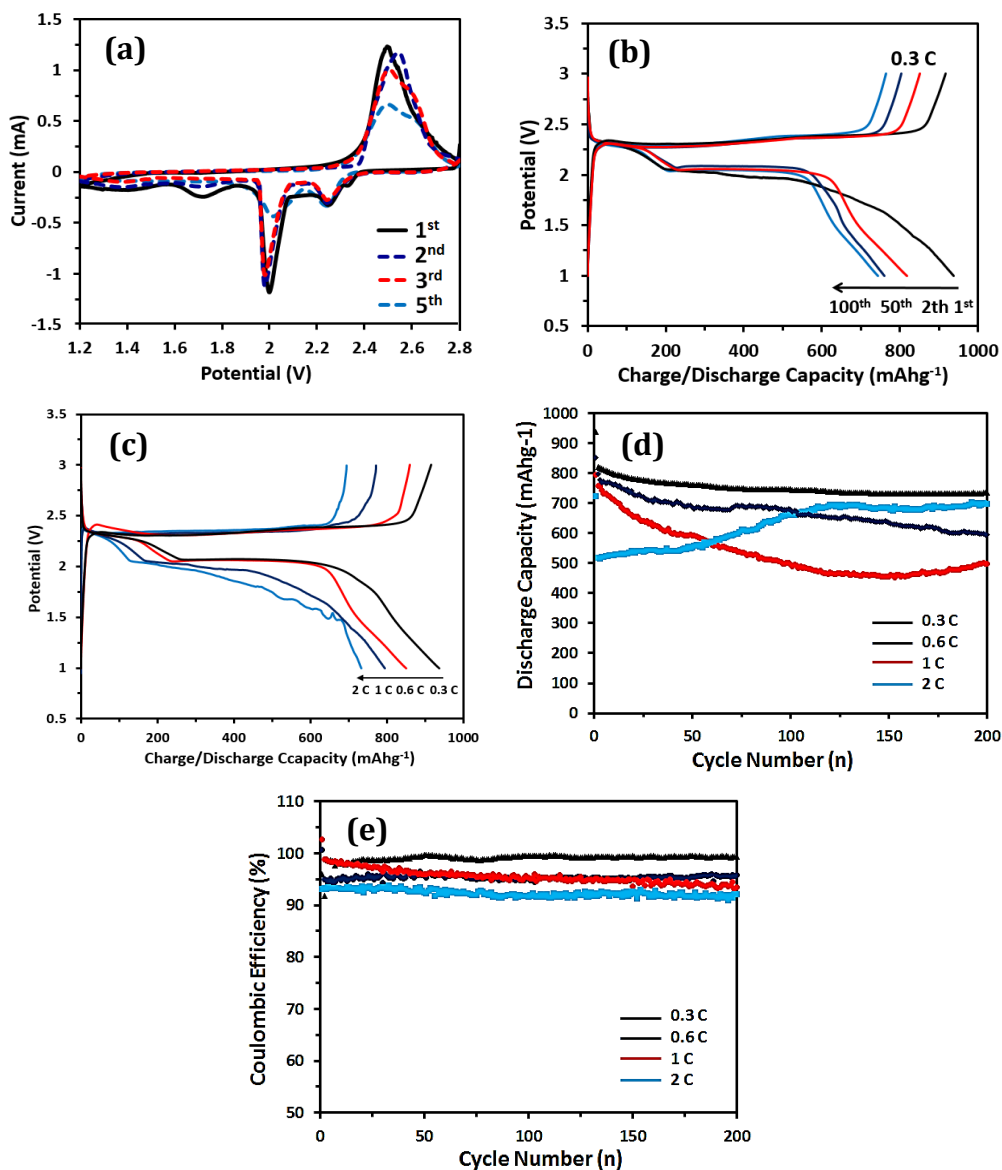 (a)
1.5
1
0.5
0
-0.5
-1
-1.5
Current (mA)
1st
2nd
3rd
5th
1.2 1.4 1.6 1.8 2 2.2 2.4 2.6 2.8
Potential (V)
(b)
0.3 C
3.5
3.0
2.5
2.0
1.5
1.0
0.5
Potential (V)
100th 50th 2th 1st
0 200 400 600 800 1000
Charge/Discharge Capacity (mAhg-1)
(c)
3.5
3
2.5
2
1.5
1
0.5
Potential (V)
2 C 1 C 0.6 C 0.3 C
0 200 400 600 800 1000
Charge/Discharge Ccapacity (mAhg-1)
(d)
1000
900
800
700
600
500
400
300
200
100
0
Discharge Capacity (mAhg-1)
0.3 C
0.6 C
1 C
2 C
0 50 100 150 200
Cycle Number (n)
(e)
110
100
90
80
70
60
50
Coulombic Efficiency (%)
0.3 C
0.6 C
1 C
2 C
0 50 100 150 200
Cycle Number (n)